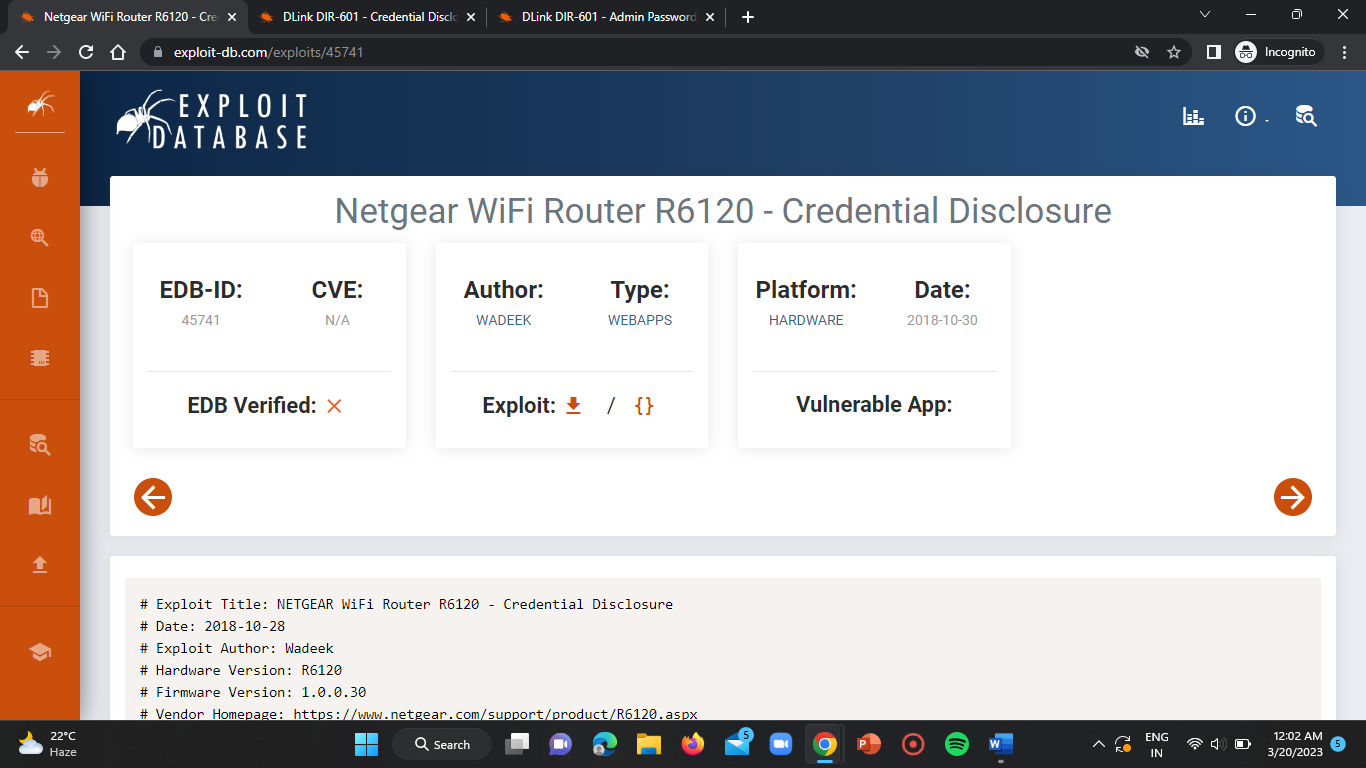 Netgear WiFi Router R6120 - Cre
DLink DIR-601 - Credential Disclo
DLink DIR-601 - Admin Password
exploit-db.com/exploits/45741
Incognito
EXPLOIT
DATABASE
Netgear WiFi Router R6120 - Credential Disclosure
EDB-ID: CVE: Author: Type: Platform: Date:
45741 N/A WADEEK WEBAPPS HARDWARE 2018-10-30
EDB Verified: × Exploit: / {} Vulnerable App:
# Exploit Title: NETGEAR WiFi Router R6120 - Credential Disclosure
# Date: 2018-10-28
# Exploit Author: Wadeek
# Hardware Version: R6120
# Firmware Version: 1.0.0.30
# Vendor Homepage: https://www.netgear.com/support/product/R6120.aspx
22°C
Haze
Search
5
ENG
IN
12:02 AM
3/20/2023
5